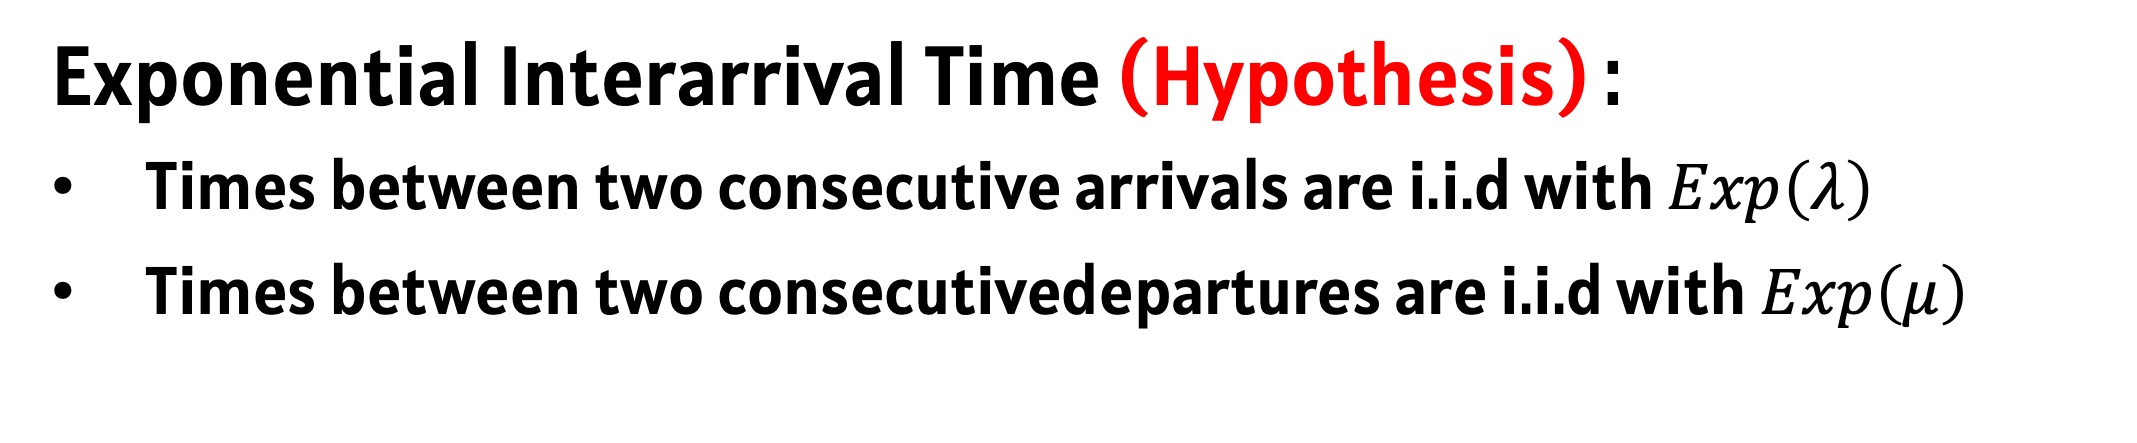 Exponential Interarrival Time (Hypothesis) :
• Times between two consecutive arrivals are i.i.d with Exp(λ)
• Times between two consecutivedepartures are i.i.d with Exp(μ)